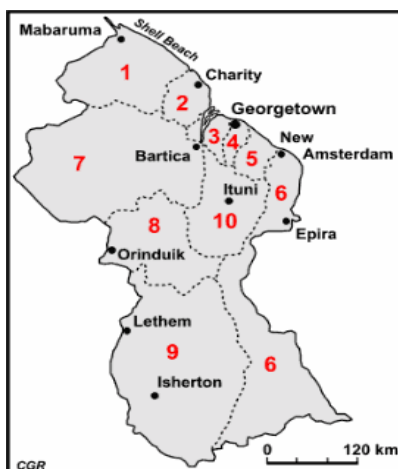 Mabaruma
Shell Beach
1
Charity
2
Georgetown
3
4
New
Amsterdam
7
Bartica
5
Ituni
6
10
8
Epira
Orinduik
Lethem
9
6
Isherton
CGR
0 120 km